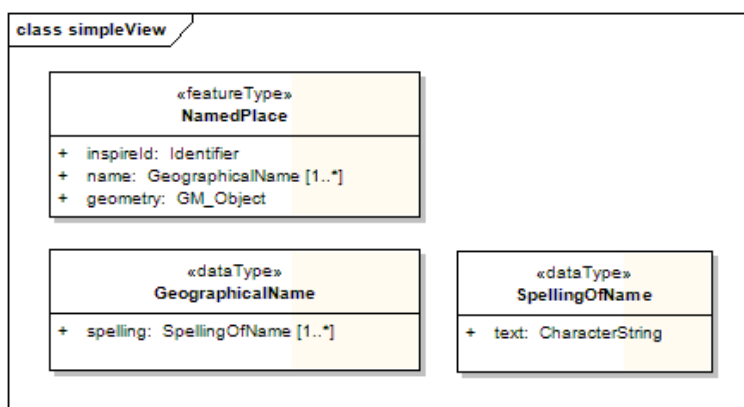 class simpleView
«featureType»
NamedPlace
+ inspireId: Identifier
+ name: GeographicalName [1..*]
+ geometry: GM_Object
«dataType»
GeographicalName
+ spelling: SpellingOfName [1..*]
«dataType»
SpellingOfName
+ text: CharacterString